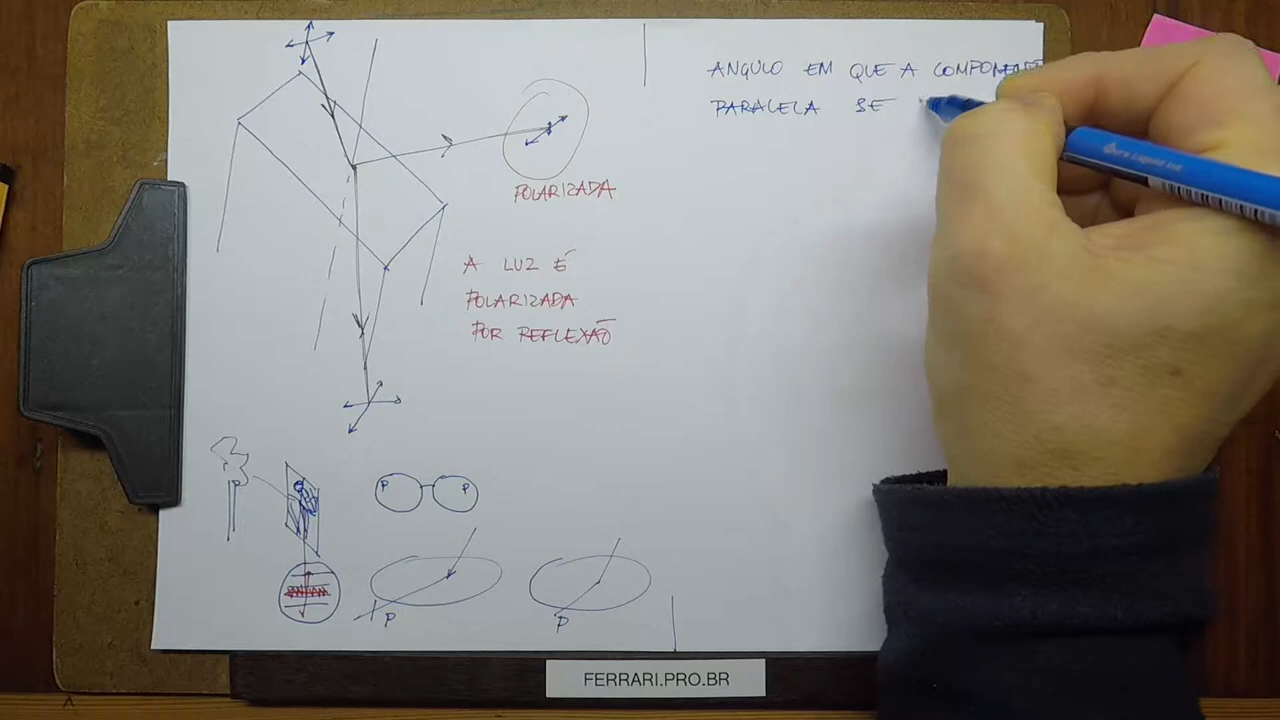 POLARIZADA
A LUZ É
POLARIZADA
POR REFLEXÃO
P
P P
P
P
ANGULO EM QUE A COMPONENTE
PARALELA SE
FERRARI.PRO.BR